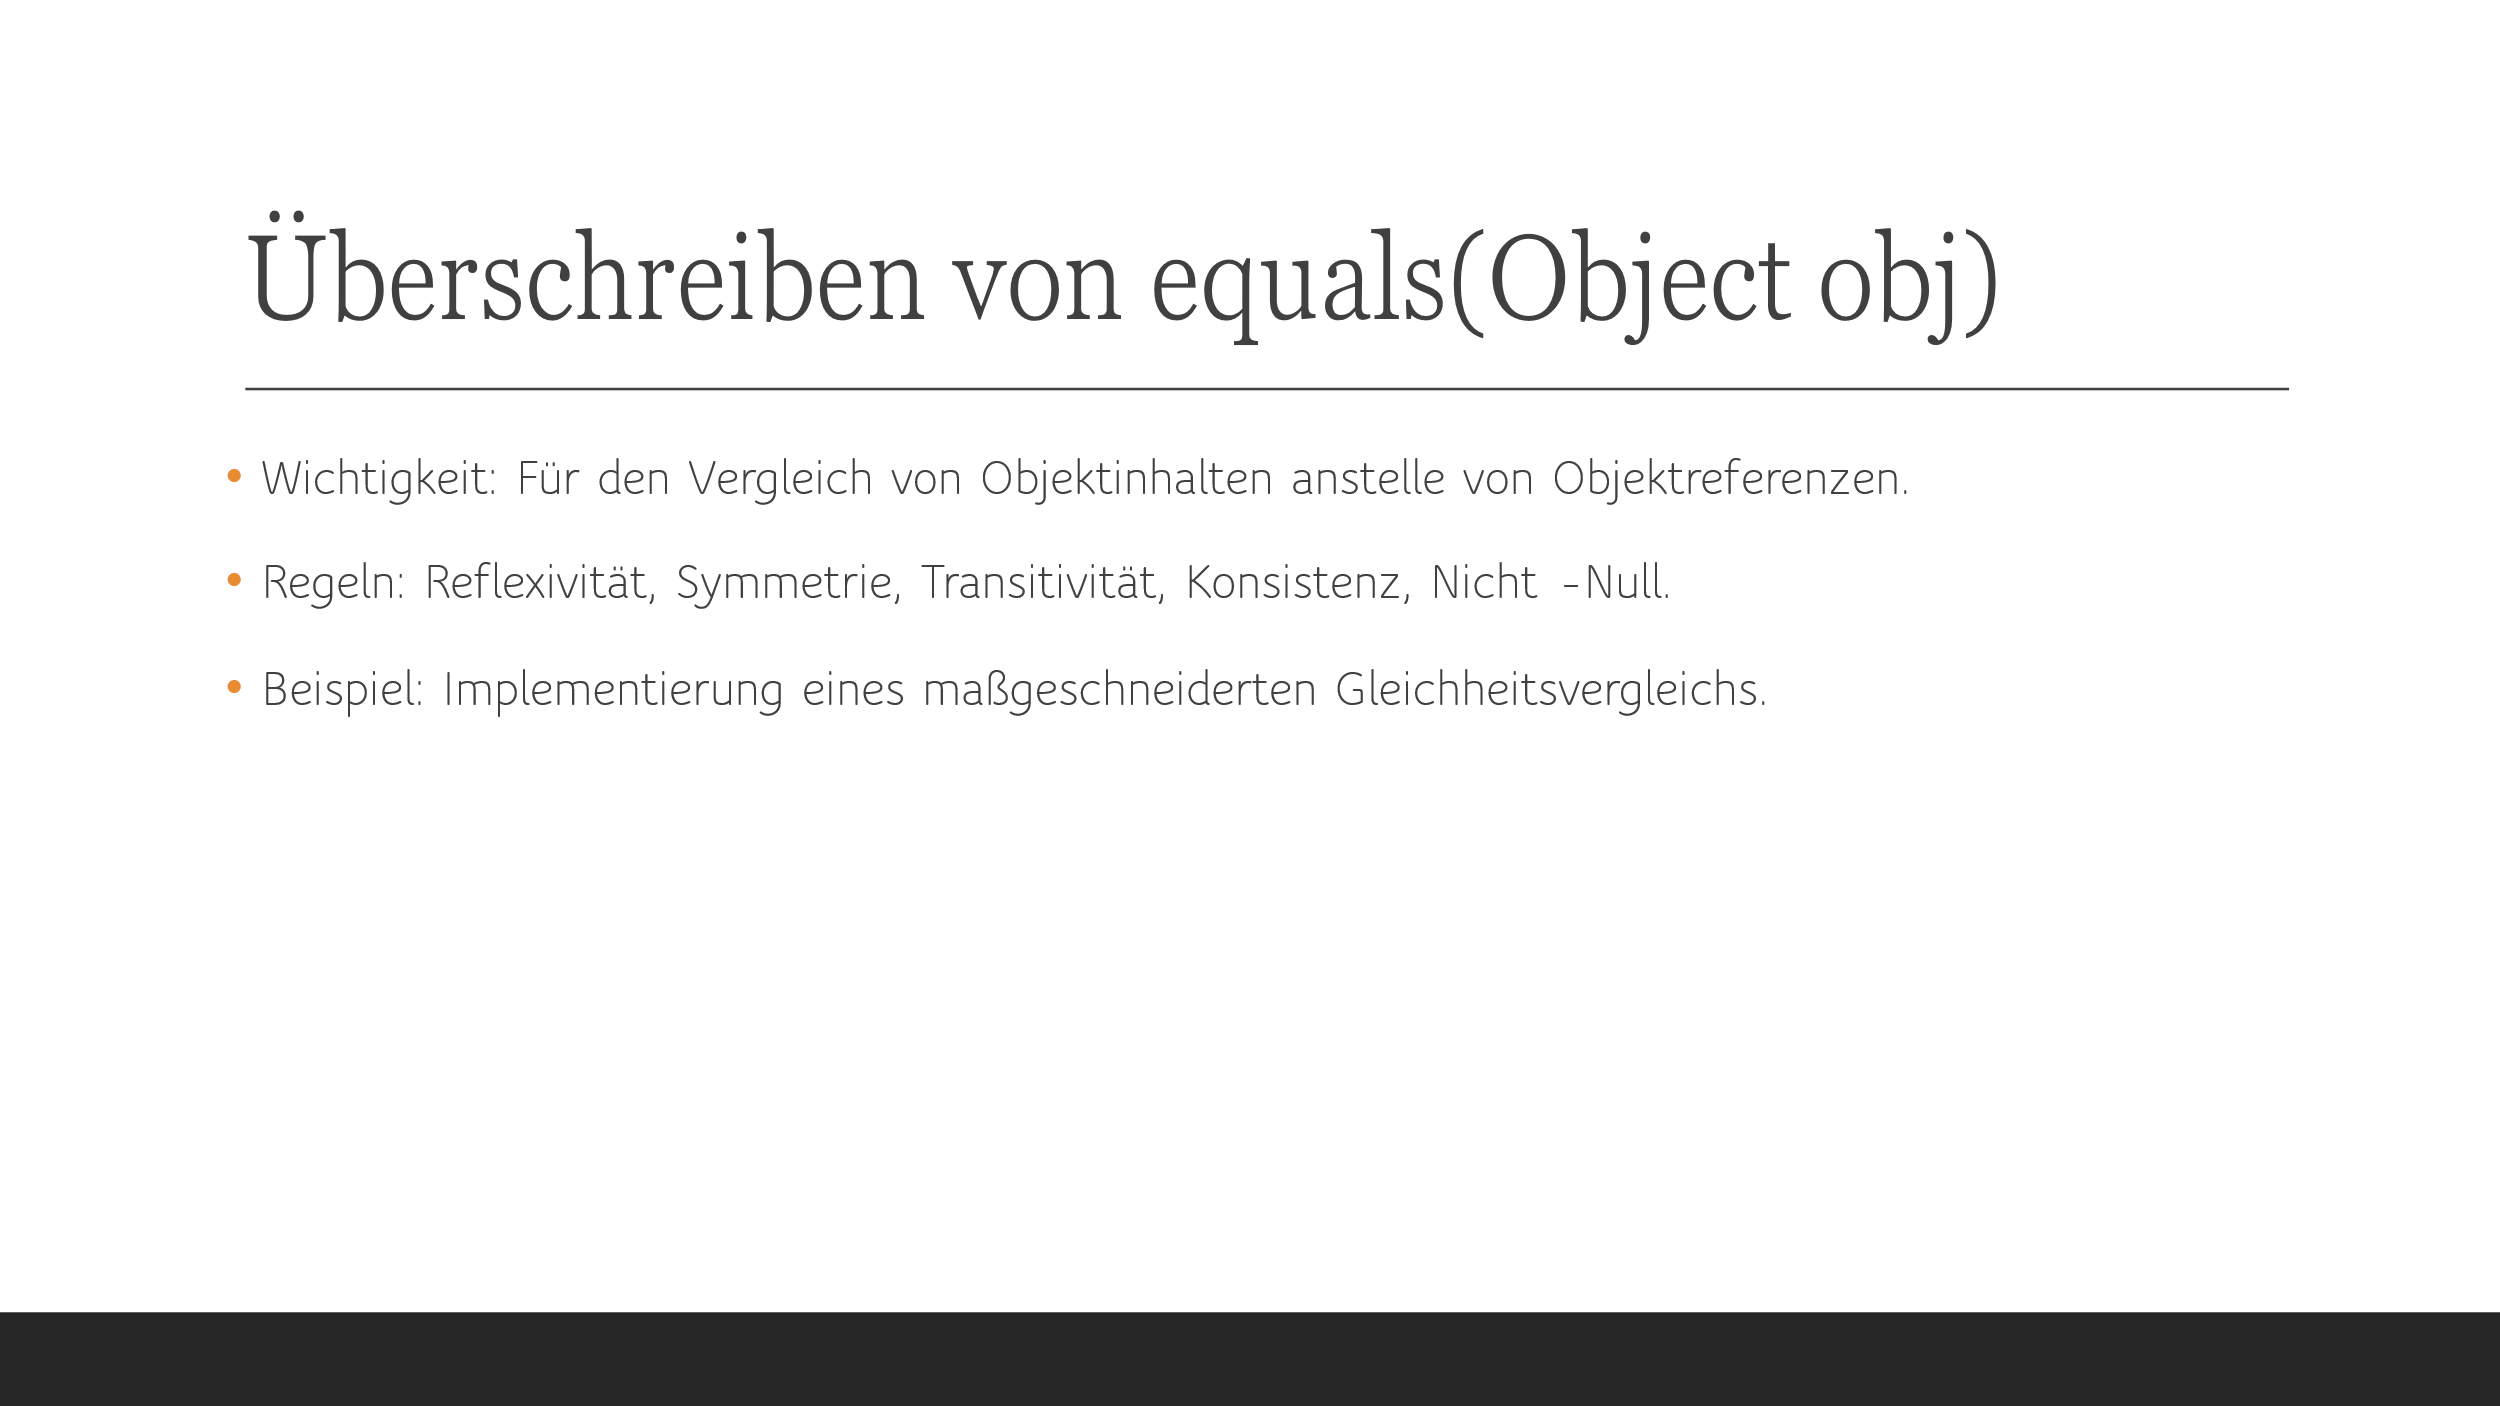 Überschreiben von equals(Object obj)
• Wichtigkeit: Für den Vergleich von Objektinhalten anstelle von Objektreferenzen.
• Regeln: Reflexivität, Symmetrie, Transitivität, Konsistenz, Nicht -Null.
• Beispiel: Implementierung eines maßgeschneiderten Gleichheitsvergleichs.